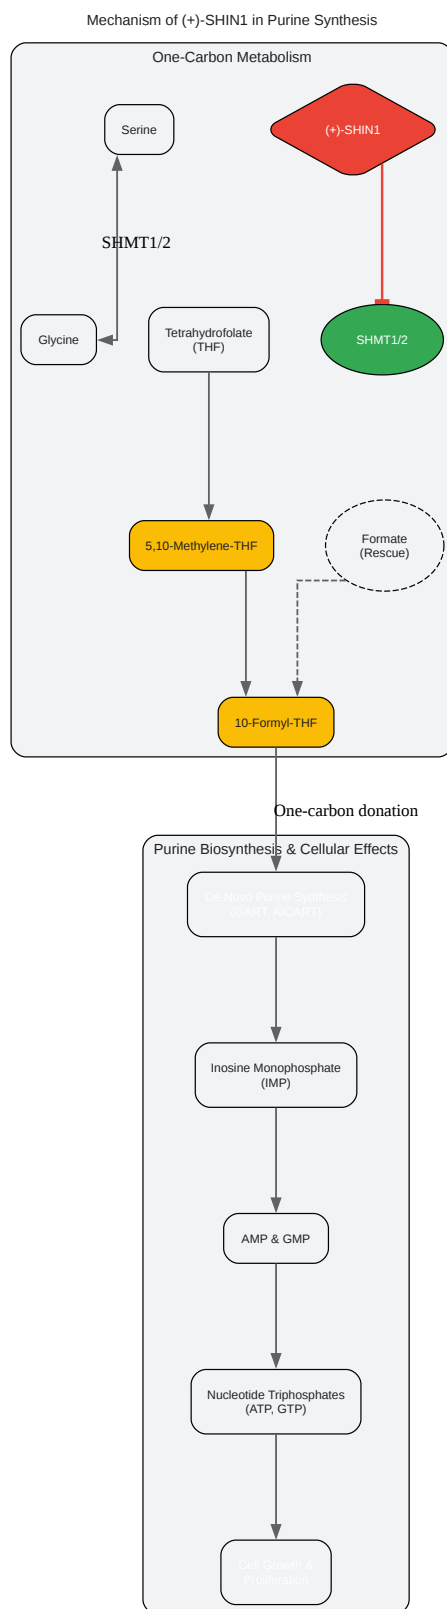 Mechanism of (+)-SHIN1 in Purine Synthesis
One-Carbon Metabolism
Serine
(+)-SHIN1
SHMT1/2
Glycine
Tetrahydrofolate
(THF)
SHMT1/2
5,10-Methylene-THF
Formate
(Rescue)
10-Formyl-THF
One-carbon donation
Purine Biosynthesis & Cellular Effects
De Novo Purine Synthesis
(GART, AICART)
Inosine Monophosphate
(IMP)
AMP & GMP
Nucleotide Triphosphates
(ATP, GTP)
Cell Growth &
Proliferation